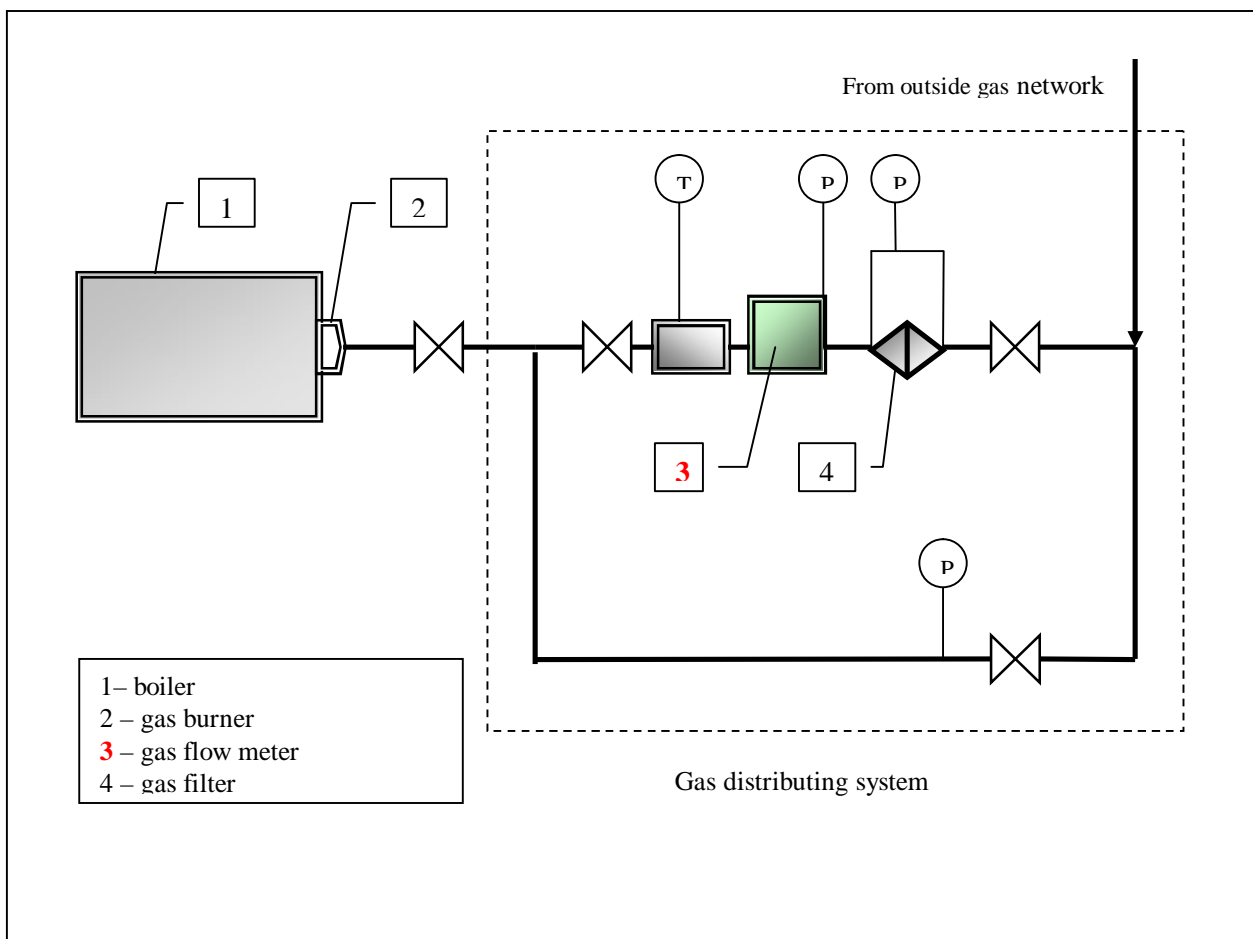 From outside gas network
T
P
P
1
2
3
4
P
1– boiler
2 – gas burner
3 – gas flow meter
4 – gas filter
Gas distributing system